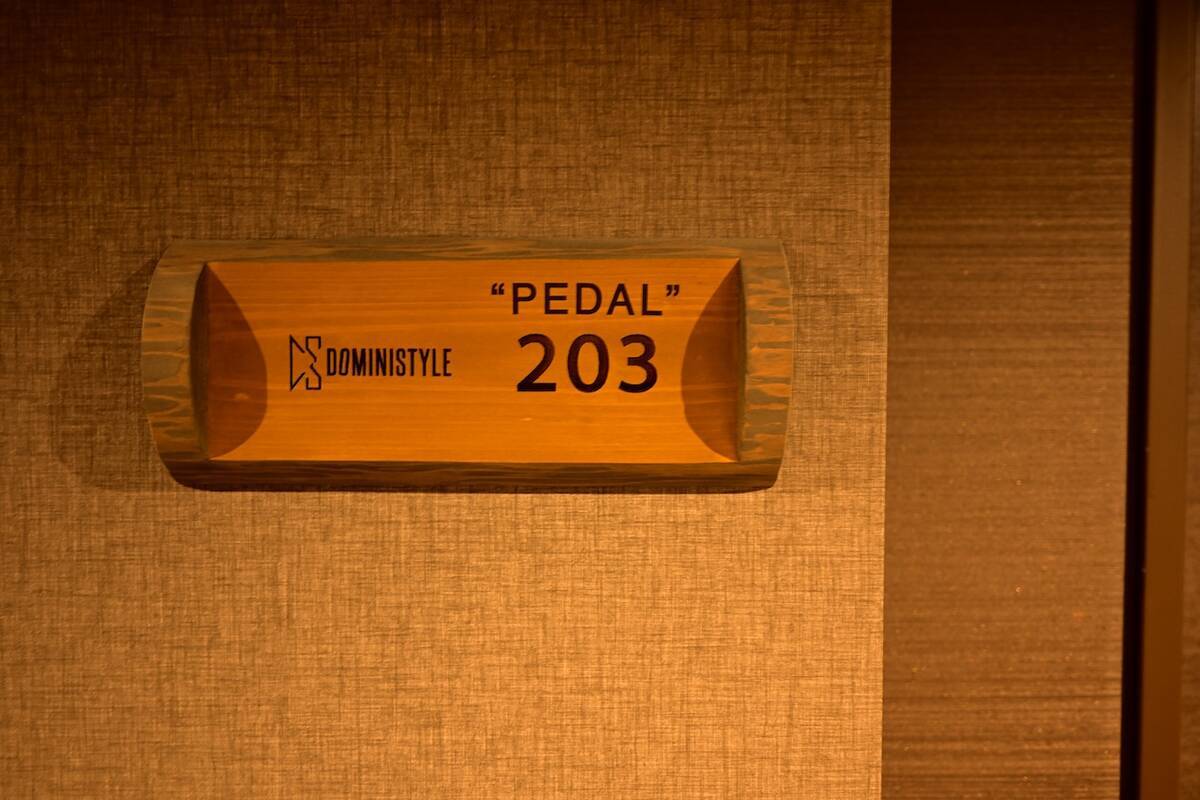 “PEDAL”
DOMINISTYLE
203